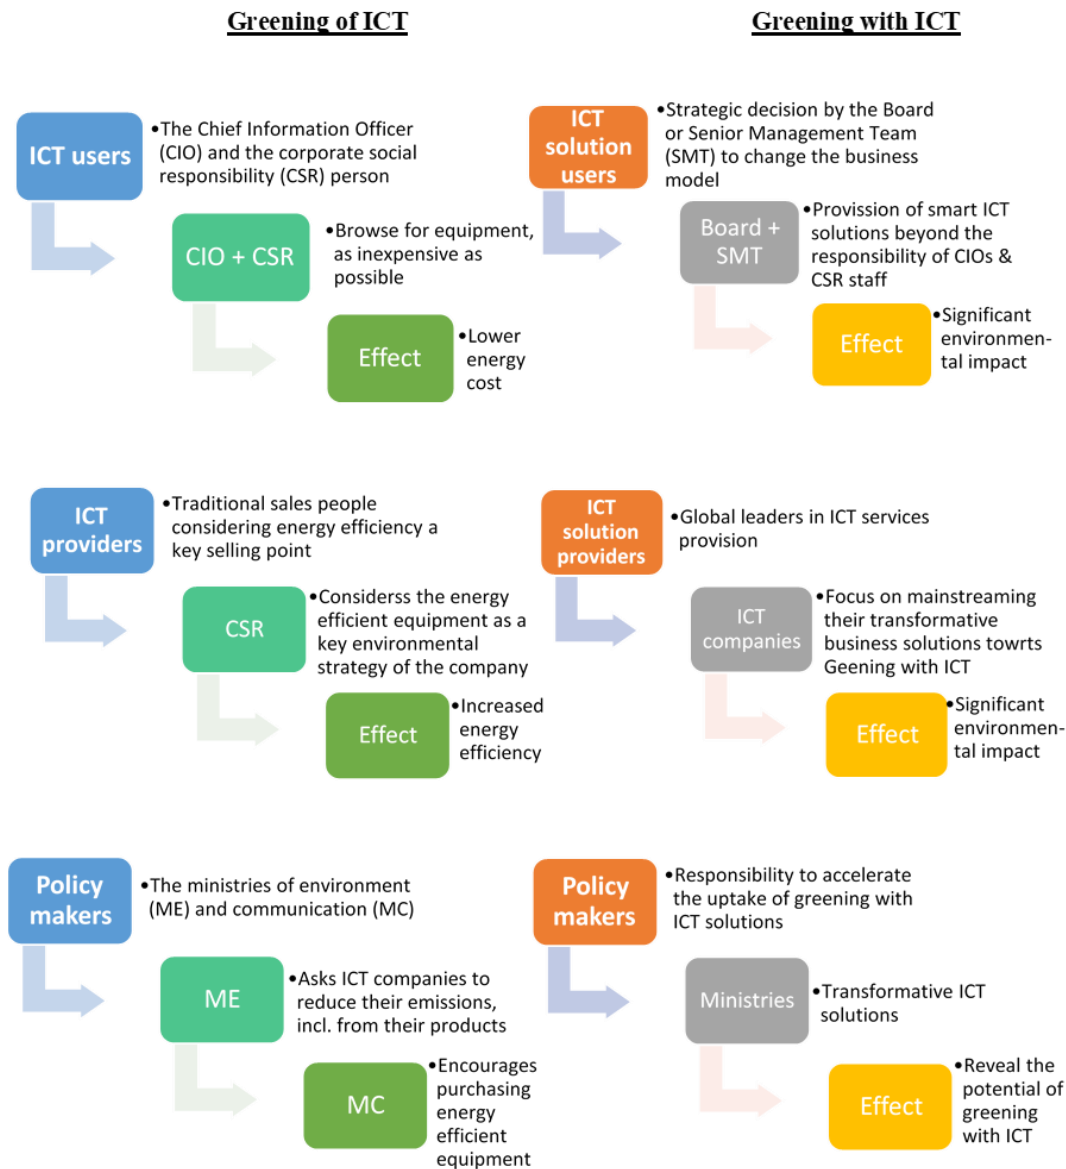 Greening of ICT
Greening with ICT
ICT users
•The Chief Information Officer
(CIO) and the corporate social
responsibility (CSR) person
CIO + CSR
•Browse for equipment,
as inexpensive as
possible
Effect
•Lower
energy
cost
ICT
solution
users
•Strategic decision by the Board
or Senior Management Team
(SMT) to change the business
model
Board +
SMT
•Provission of smart ICT
solutions beyond the
responsibility of CIOs &
CSR staff
Effect
•Significant
environmen-
tal impact
ICT
providers
•Traditional sales people
considering energy efficiency a
key selling point
CSR
•Considerss the energy
efficient equipment as a
key environmental
strategy of the company
Effect
•Increased
energy
efficiency
ICT
solution
providers
•Global leaders in ICT services
provision
ICT
companies
•Focus on mainstreaming
their transformative
business solutions towrts
Geening with ICT
Effect
•Significant
environmen-
tal impact
Policy
makers
•The ministries of environment
(ME) and communication (MC)
ME
•Asks ICT companies to
reduce their emissions,
incl. from their products
MC
•Encourages
purchasing
energy
efficient
equipment
Policy
makers
•Responsibility to accelerate
the uptake of greening with
ICT solutions
Ministries
•Transformative ICT
solutions
Effect
•Reveal the
potential of
greening
with ICT